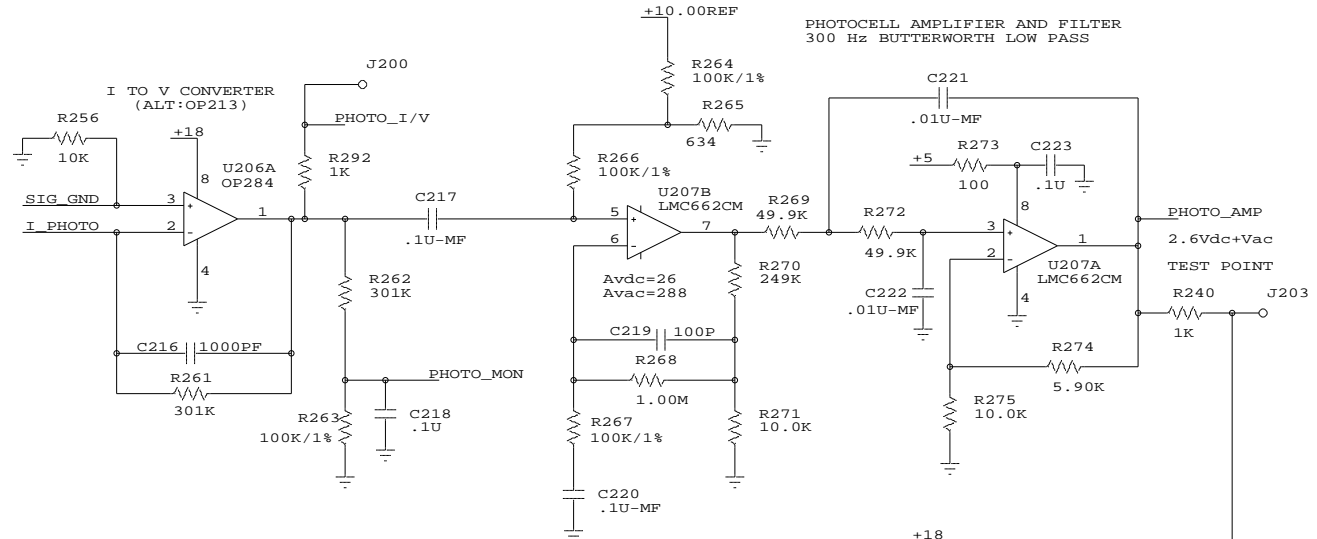 +10.00REF
PHOTOCELL AMPLIFIER AND FILTER
300 Hz BUTTERWORTH LOW PASS
J200
I TO V CONVERTER
(ALT:OP213)
R264
100K/1%
C221
.01U-MF
R256
10K
+18
PHOTO_I/V
R265
634
U206A
OP284
R292
1K
R266
100K/1%
+5
R273
100
C223
.1U
8
SIG_GND
3
I_PHOTO
2
1
4
C217
.1U-MF
U207B
LMC662CM
5
6
7
R269
49.9K
R272
49.9K
8
3
2
1
4
U207A
LMC662CM
PHOTO_AMP
2.6Vdc+Vac
TEST POINT
R262
301K
Avdc=26
Avac=288
R270
249K
C222
.01U-MF
R240
1K
J203
C216
1000PF
R261
301K
C219
100P
R268
1.00M
R274
5.90K
PHOTO_MON
R263
100K/1%
C218
.1U
R267
100K/1%
R271
10.0K
R275
10.0K
C220
.1U-MF
+18